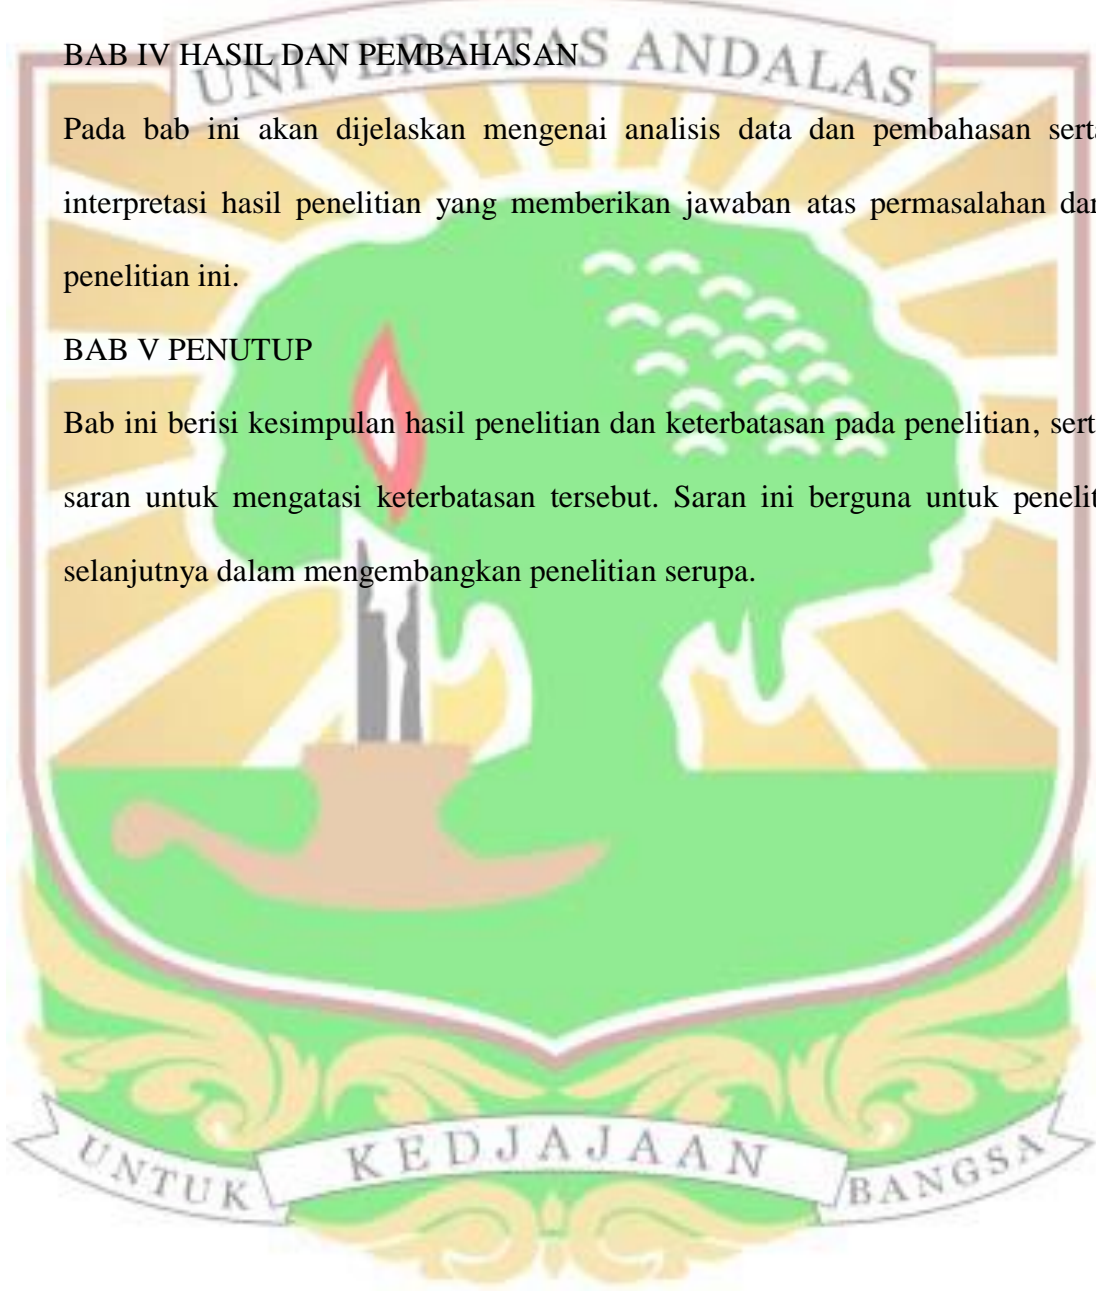 BAB IV HASIL DAN PEMBAHASAN
UNIVERSITAS ANDALAS
Pada bab ini akan dijelaskan mengenai analisis data dan pembahasan serta
interpretasi hasil penelitian yang memberikan jawaban atas permasalahan dar
penelitian ini.
BAB V PENUTUP
Bab ini berisi kesimpulan hasil penelitian dan keterbatasan pada penelitian, sert
saran untuk mengatasi keterbatasan tersebut. Saran ini berguna untuk penelit
selanjutnya dalam mengembangkan penelitian serupa.
UNTUK KEDJAJAAN BANGSA